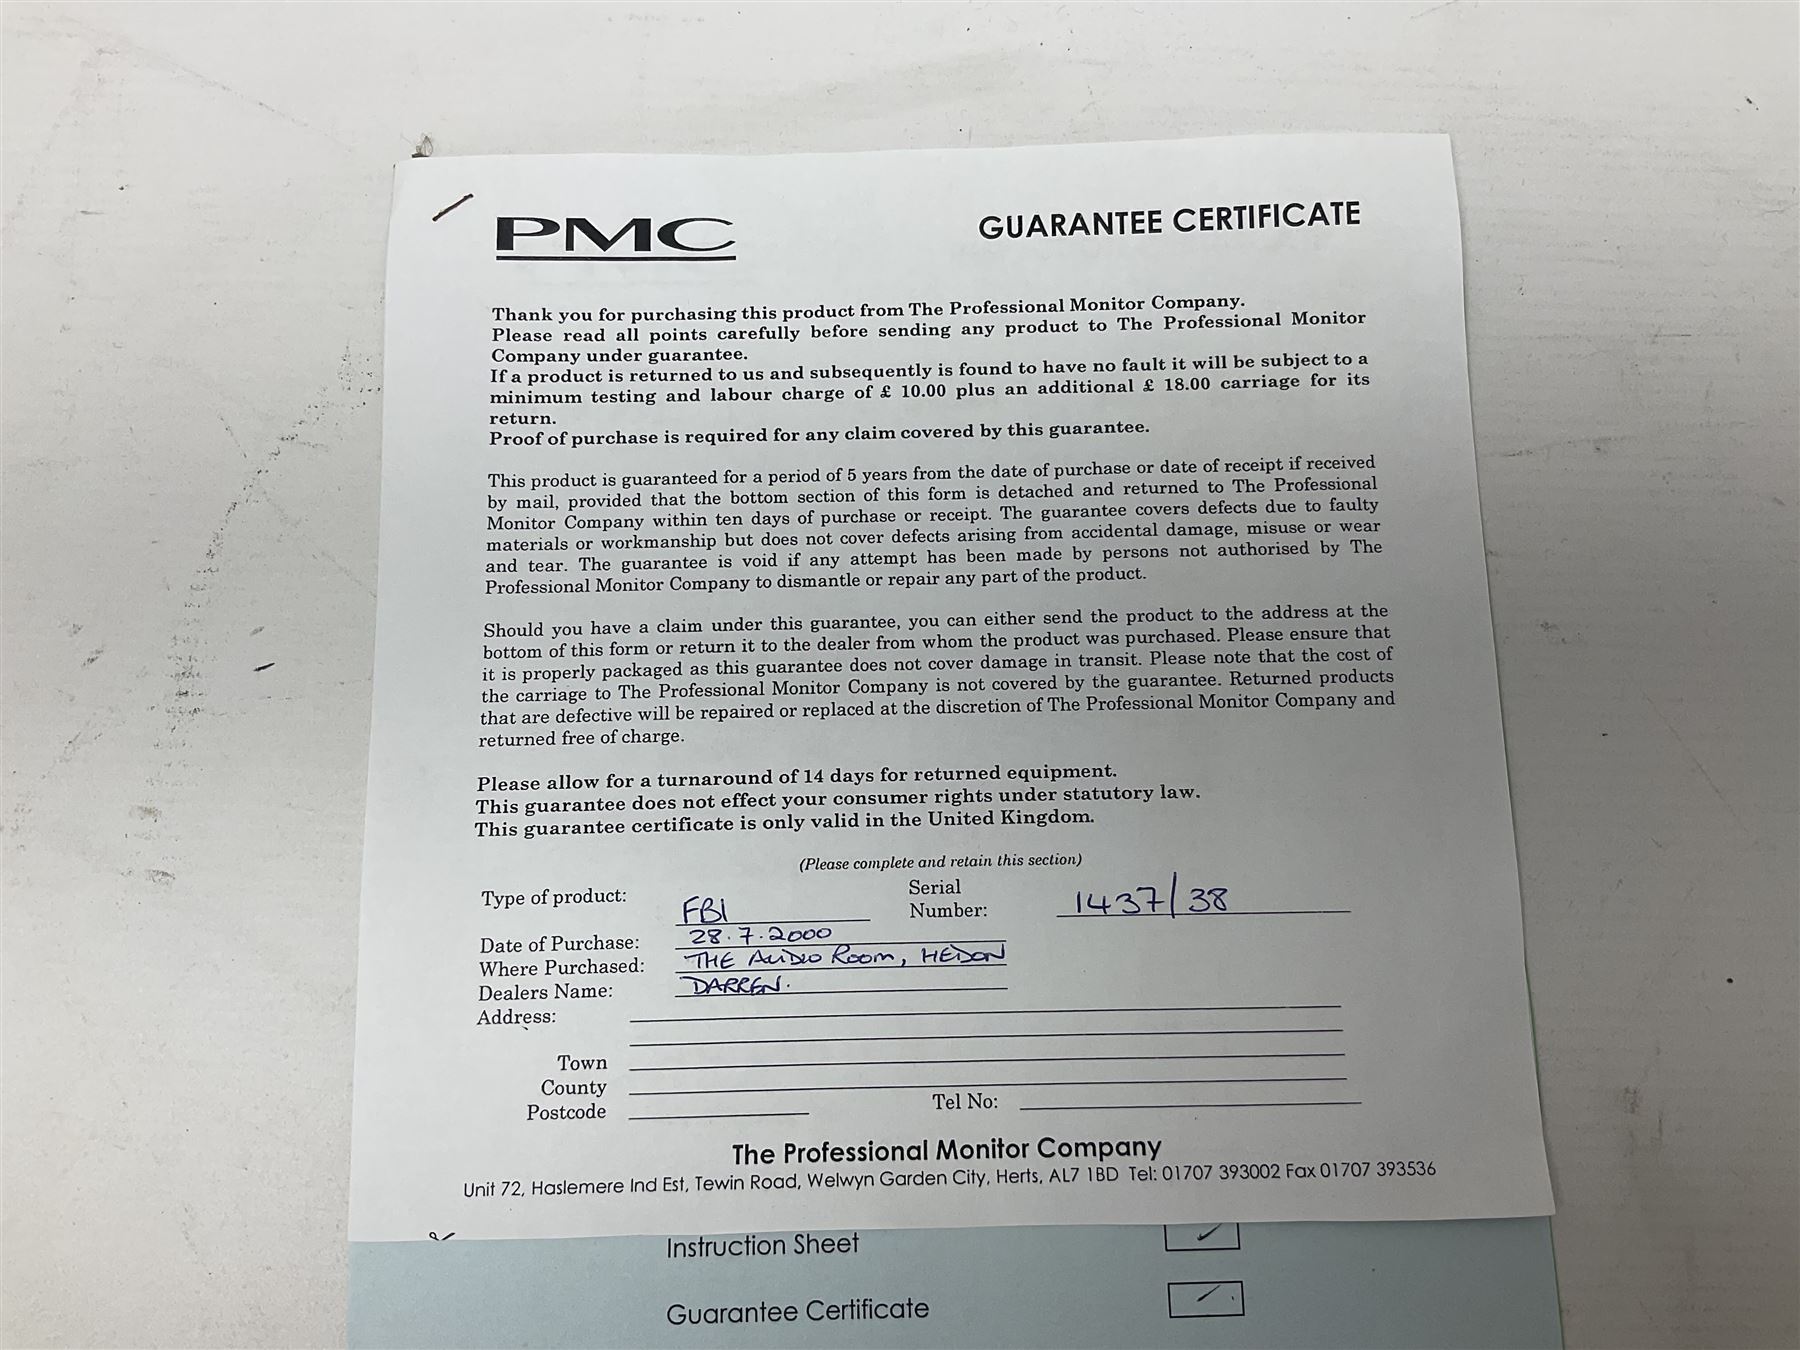 PMC
GUARANTEE CERTIFICATE
Thank you for purchasing this product from The Professional Monitor Company.
Please read all points carefully before sending any product to The Professional Monitor
Company under guarantee.
If a product is returned to us and subsequently is found to have no fault it will be subject to a
minimum testing and labour charge of £ 10.00 plus an additional £ 18.00 carriage for its
return.
Proof of purchase is required for any claim covered by this guarantee.
This product is guaranteed for a period of 5 years from the date of purchase or date of receipt if received
by mail, provided that the bottom section of this form is detached and returned to The Professional
Monitor Company within ten days of purchase or receipt. The guarantee covers defects due to faulty
materials or workmanship but does not cover defects arising from accidental damage, misuse or wear
and tear. The guarantee is void if any attempt has been made by persons not authorised by The
Professional Monitor Company to dismantle or repair any part of the product.
Should you have a claim under this guarantee, you can either send the product to the address at the
bottom of this form or return it to the dealer from whom the product was purchased. Please ensure that
it is properly packaged as this guarantee does not cover damage in transit. Please note that the cost of
the carriage to The Professional Monitor Company is not covered by the guarantee. Returned products
that are defective will be repaired or replaced at the discretion of The Professional Monitor Company and
returned free of charge.
Please allow for a turnaround of 14 days for returned equipment.
This guarantee does not effect your consumer rights under statutory law.
This guarantee certificate is only valid in the United Kingdom.
(Please complete and retain this section)
Type of product: FB1 Serial
Number: 1437/38
Date of Purchase: 28.7.2000
Where Purchased: THE AUDIO ROOM, HEDON
Dealers Name: DARREN.
Address:
Town
County
Postcode Tel No:
The Professional Monitor Company
Unit 72, Haslemere Ind Est, Tewin Road, Welwyn Garden City, Herts, AL7 1BD Tel: 01707 393002 Fax 01707 393536
Instruction Sheet
Guarantee Certificate